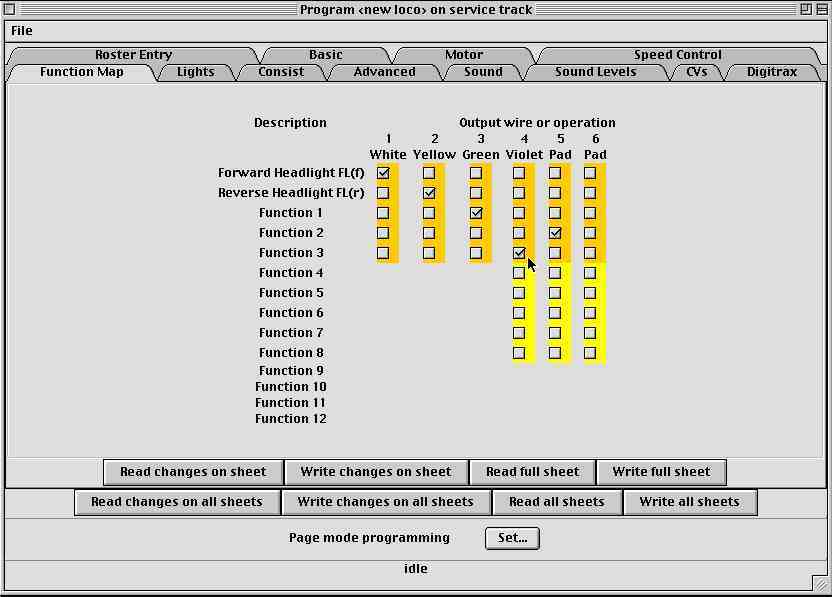 Program <new loco> on service track
File
Roster Entry Basic Motor Speed Control
Function Map Lights Consist Advanced Sound Sound Levels CVs Digitrax
Description Output wire or operation
1 2 3 4 5 6
White Yellow Green Violet Pad Pad
Forward Headlight FL(f)
Reverse Headlight FL(r)
Function 1
Function 2
Function 3
Function 4
Function 5
Function 6
Function 7
Function 8
Function 9
Function 10
Function 11
Function 12
Read changes on sheet Write changes on sheet Read full sheet Write full sheet
Read changes on all sheets Write changes on all sheets Read all sheets Write all sheets
Page mode programming Set...
idle